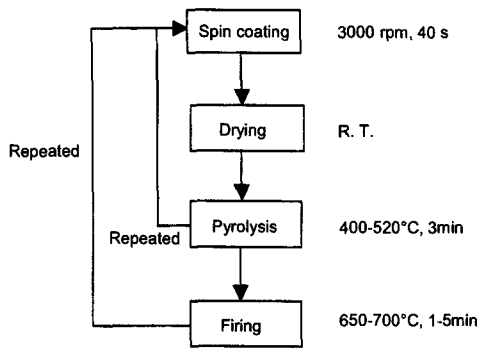 Spin coating
3000 rpm, 40 s
Drying
R. T.
Repeated
Pyrolysis
400-520°C, 3min
Repeated
Firing
650-700°C, 1-5min